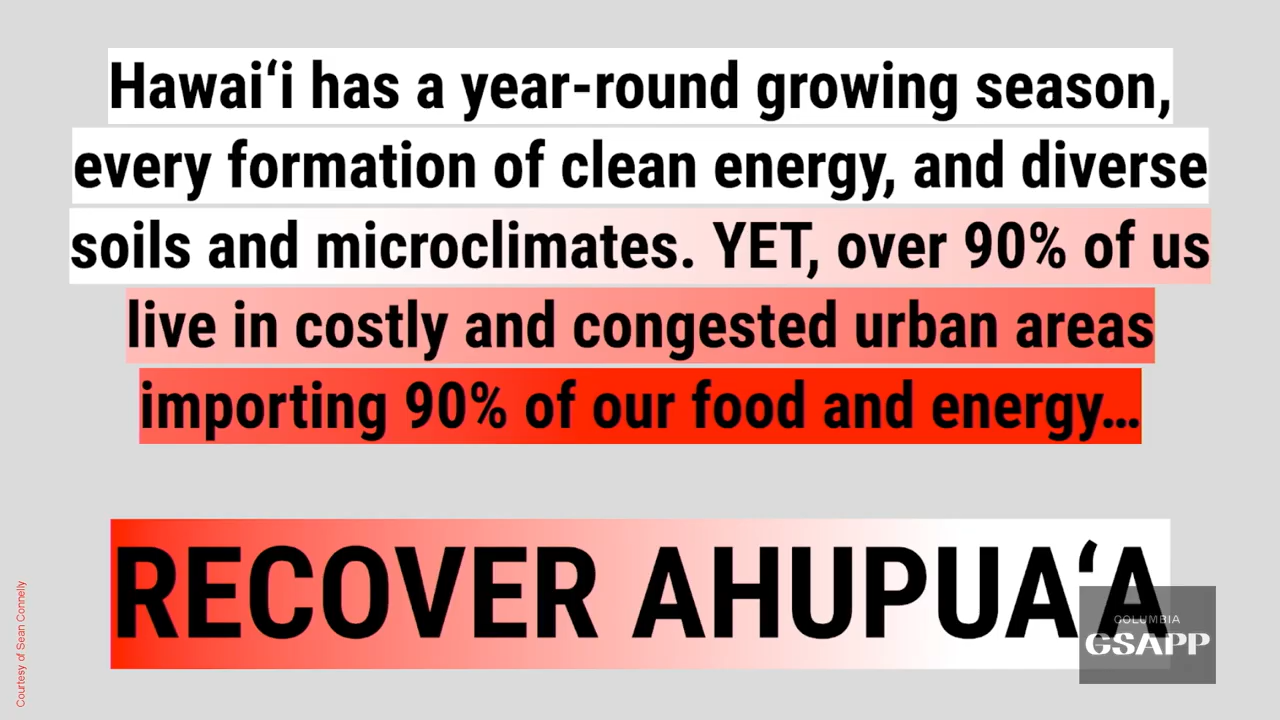 Hawai‘i has a year-round growing season,
every formation of clean energy, and diverse
soils and microclimates. YET, over 90% of us
live in costly and congested urban areas
importing 90% of our food and energy…
RECOVER AHUPUA‘A
COLUMBIA
GSAPP
Courtesy of Sean Connelly